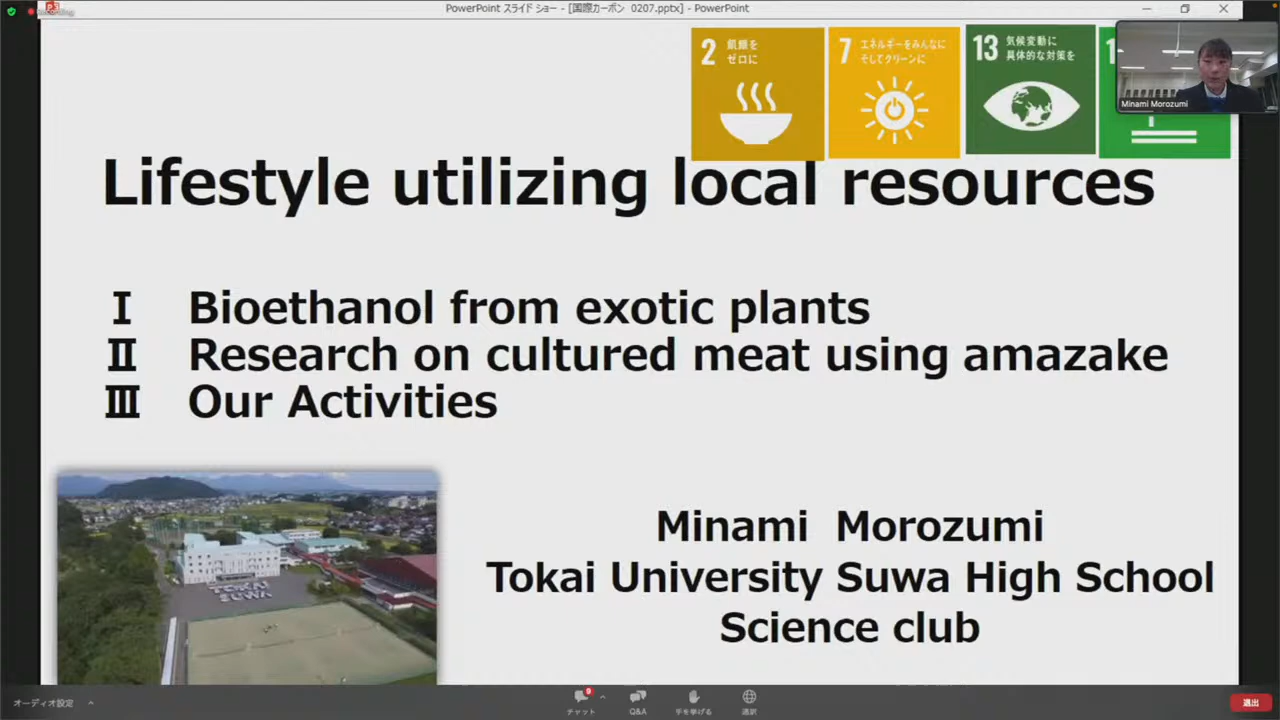 Recording
PowerPoint スライド ショー - [国際カーボン 0207.pptx] - PowerPoint
2 飢餓を
ゼロに
7 エネルギーをみんなに
そしてクリーンに
13 気候変動に
具体的な対策を
1
Minami Morozumi
Lifestyle utilizing local resources
Ⅰ Bioethanol from exotic plants
Ⅱ Research on cultured meat using amazake
Ⅲ Our Activities
TOKAI
SUWA
Minami Morozumi
Tokai University Suwa High School
Science club
オーディオ設定
9
チャット
Q&A
手を挙げる
通訳
退出